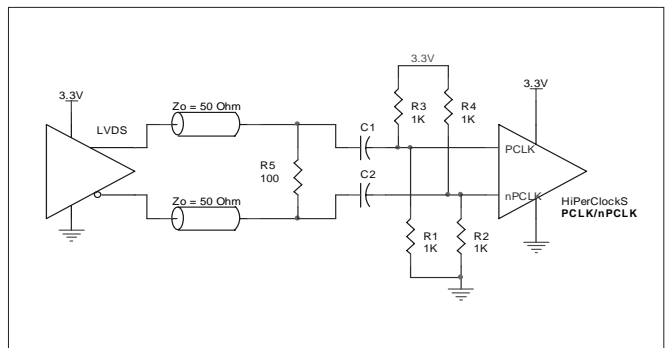 3.3V
3.3V
3.3V
Zo = 50 Ohm
LVDS
R3
1K
R4
1K
C1
PCLK
R5
100
Zo = 50 Ohm
C2
nPCLK
HiPerClockS
PCLK/nPCLK
R1
1K
R2
1K